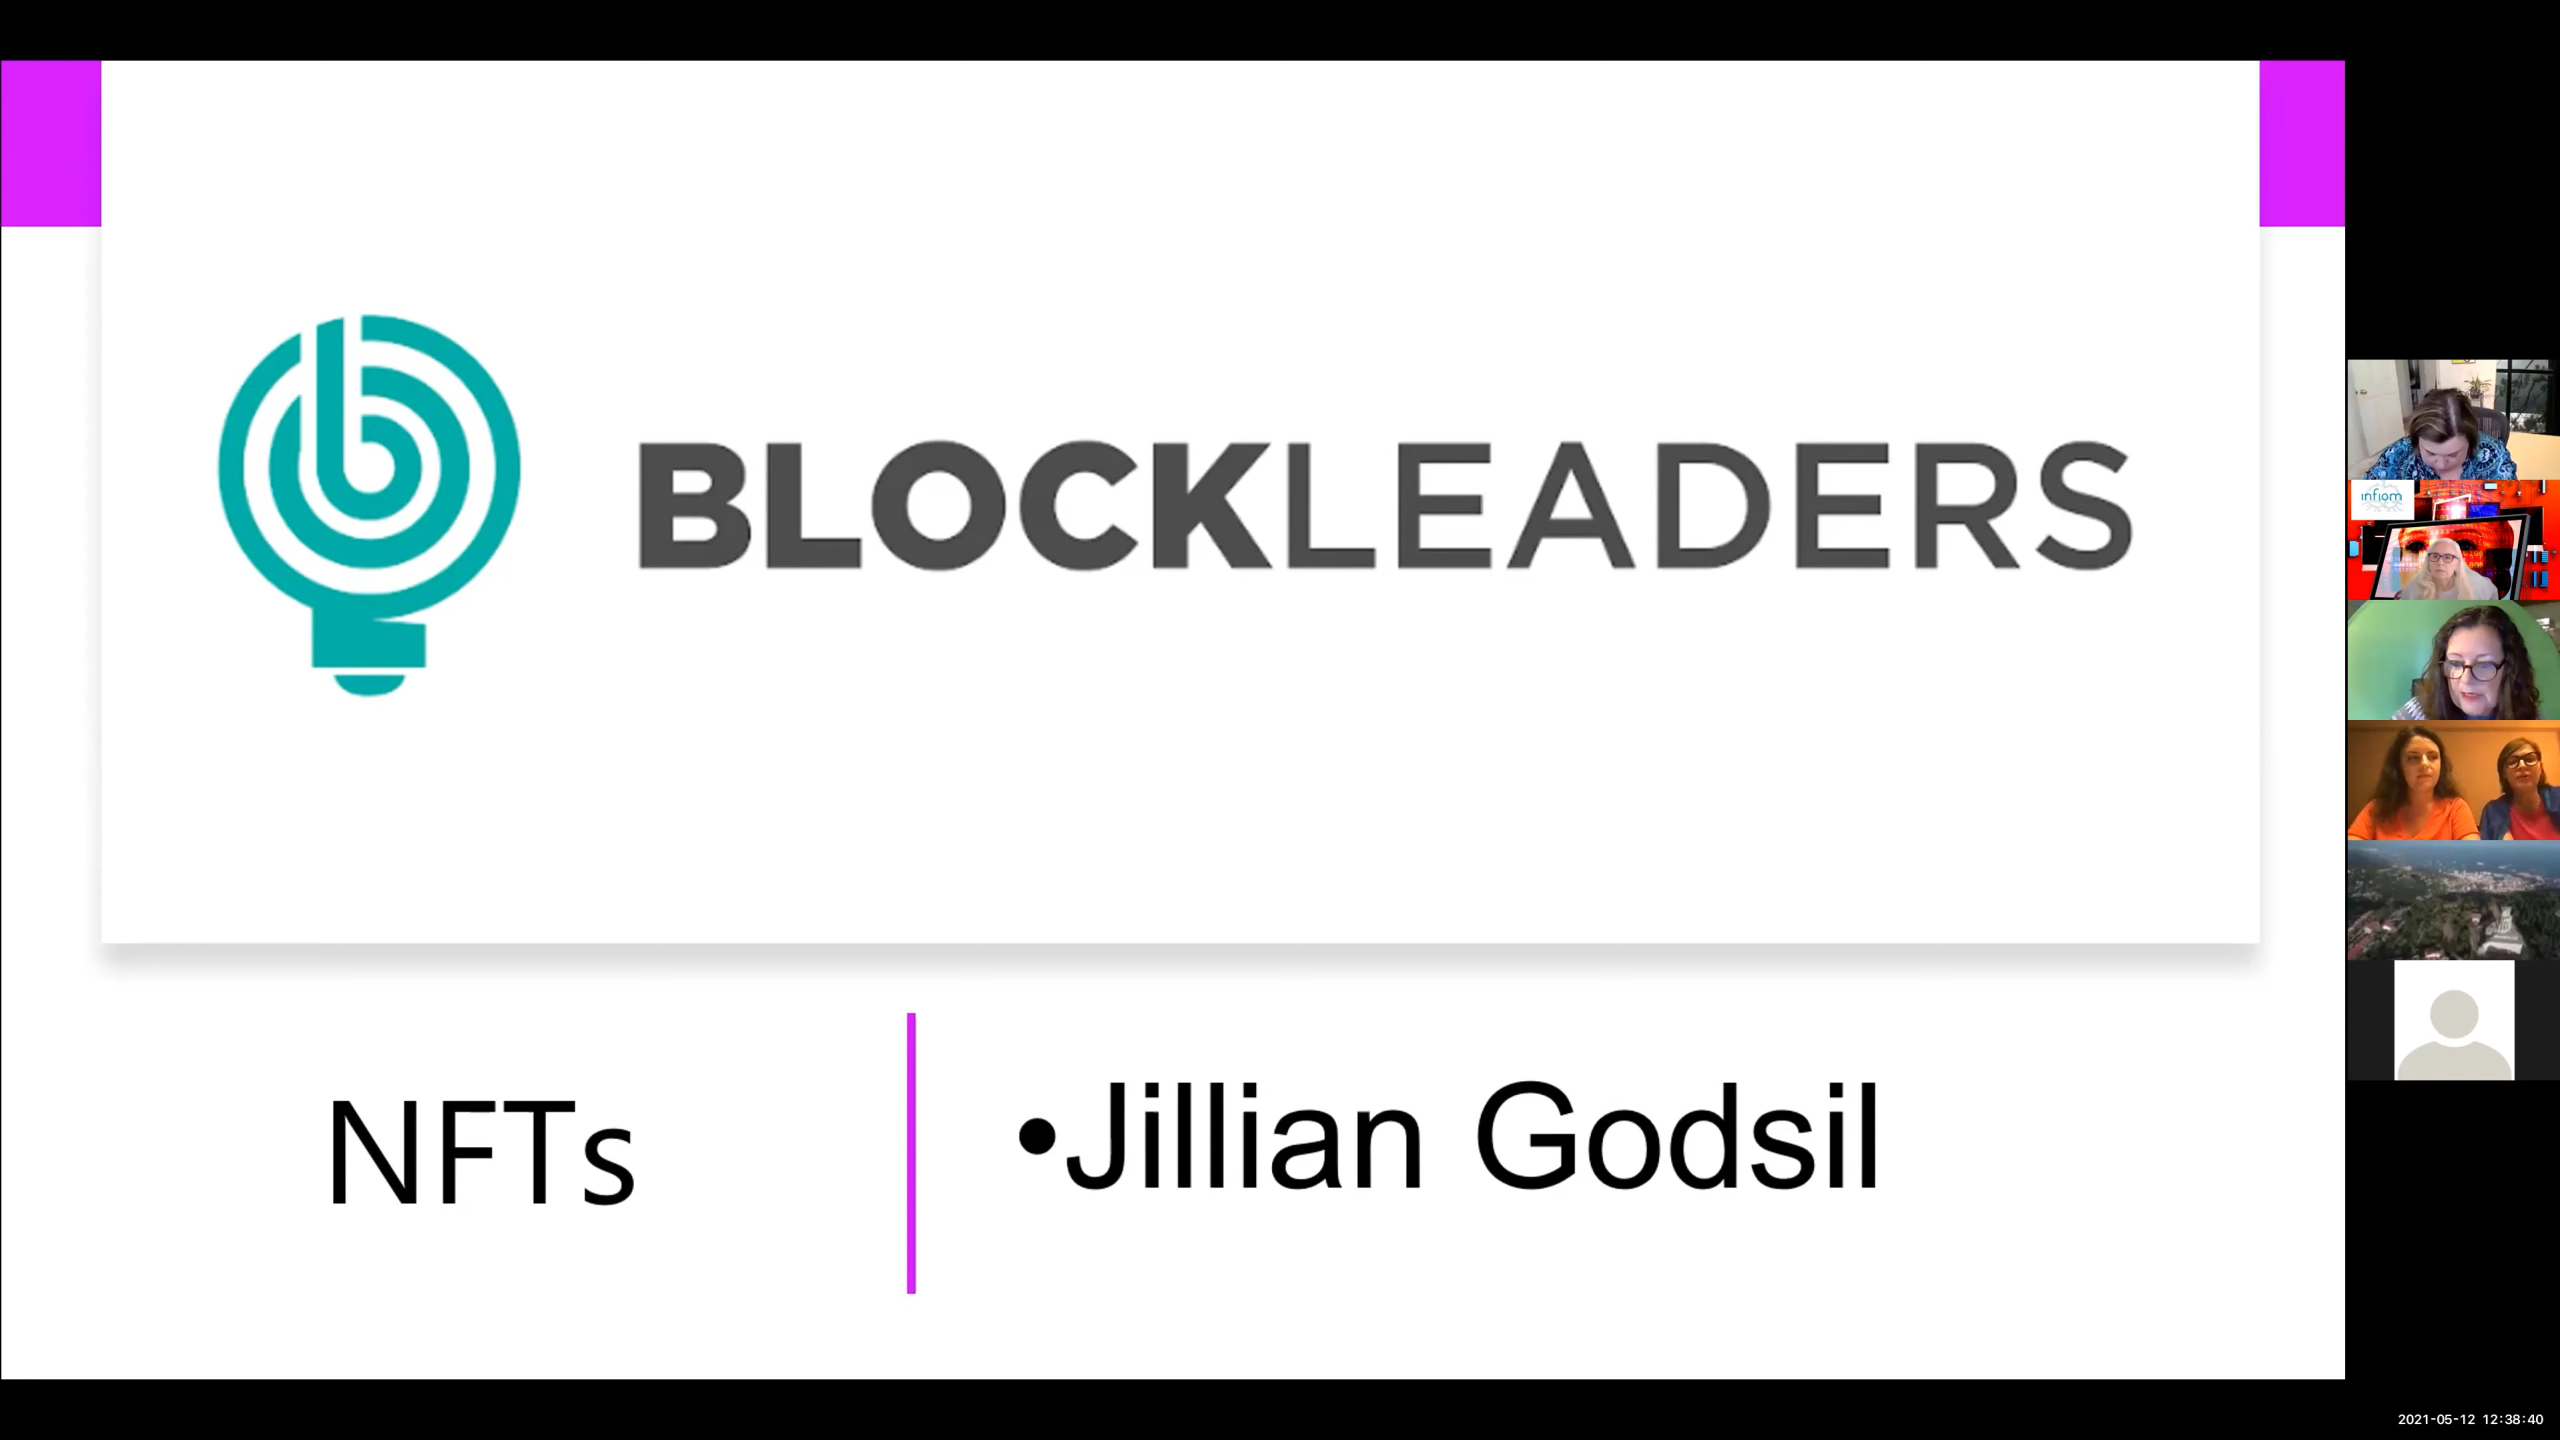 BLOCKLEADERS
infiom
NFTs
•Jillian Godsil
2021-05-12 12:38:40